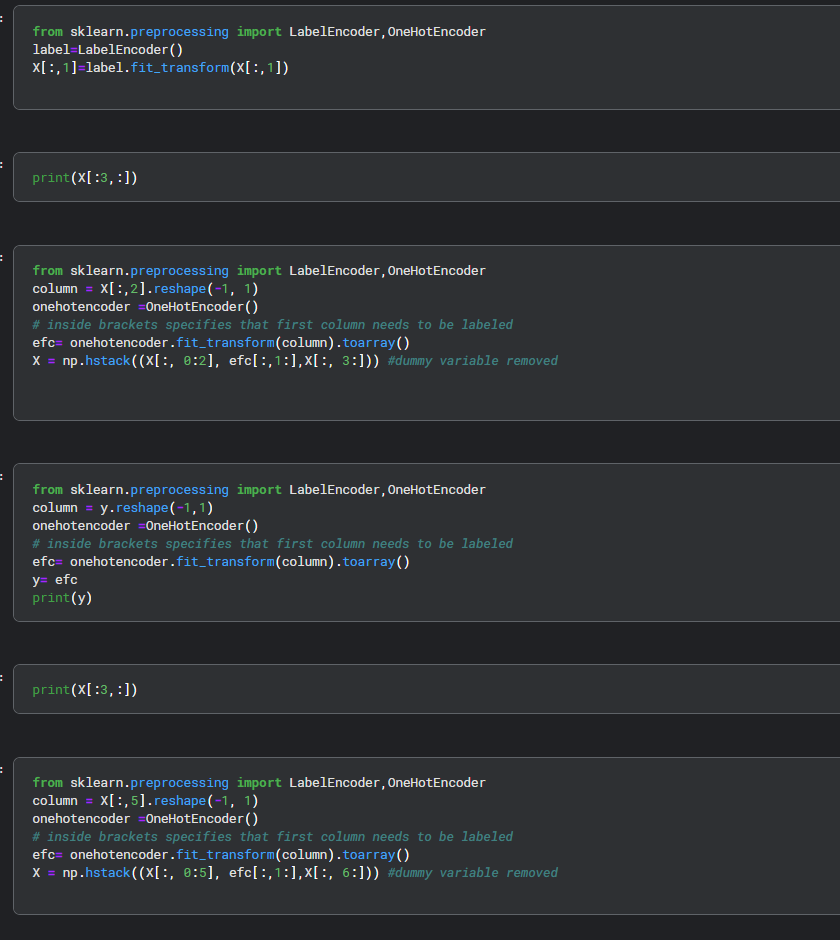 from sklearn.preprocessing import LabelEncoder,OneHotEncoder
label=LabelEncoder()
X[:,1]=label.fit_transform(X[:,1])
print(X[:3,:])
from sklearn.preprocessing import LabelEncoder,OneHotEncoder
column = X[:,2].reshape(-1, 1)
onehotencoder =OneHotEncoder()
# inside brackets specifies that first column needs to be labeled
efc= onehotencoder.fit_transform(column).toarray()
X = np.hstack((X[:, 0:2], efc[:,1:],X[:, 3:])) #dummy variable removed
from sklearn.preprocessing import LabelEncoder,OneHotEncoder
column = y.reshape(-1,1)
onehotencoder =OneHotEncoder()
# inside brackets specifies that first column needs to be labeled
efc= onehotencoder.fit_transform(column).toarray()
y= efc
print(y)
print(X[:3,:])
from sklearn.preprocessing import LabelEncoder,OneHotEncoder
column = X[:,5].reshape(-1, 1)
onehotencoder =OneHotEncoder()
# inside brackets specifies that first column needs to be labeled
efc= onehotencoder.fit_transform(column).toarray()
X = np.hstack((X[:, 0:5], efc[:,1:],X[:, 6:])) #dummy variable removed